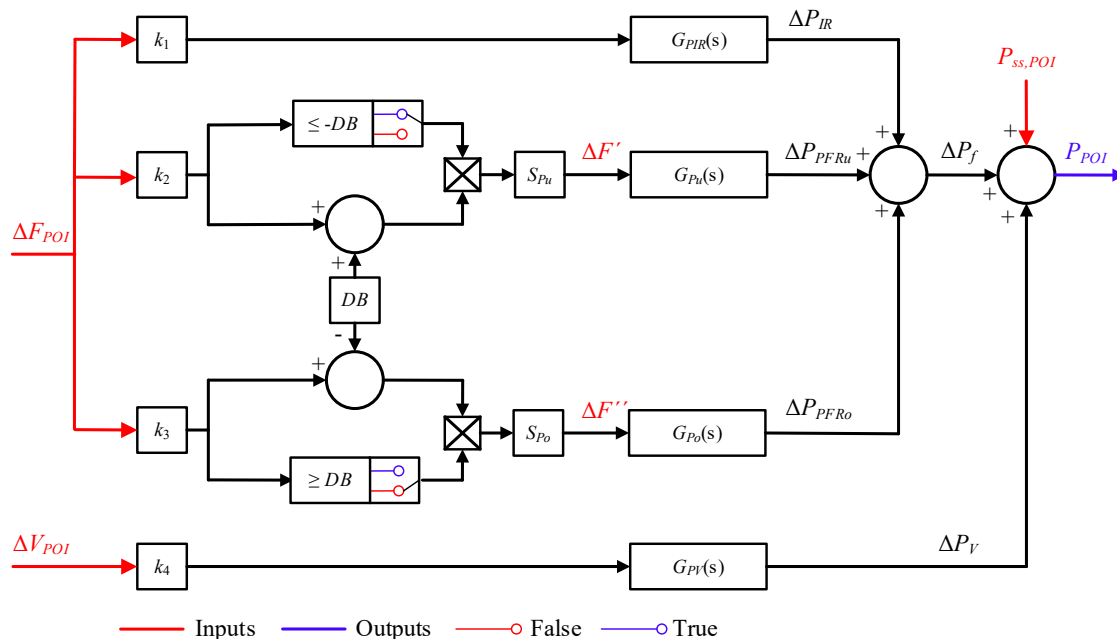 k₁
G_PIR(s)
ΔP_IR
P_ss,POI
≤ -DB
+
+
k₂
S_Pu
ΔF′
G_Pu(s)
ΔP_PFRu
+
ΔP_f
P_POI
+
+
+
ΔF_POI
+
DB
-
+
k₃
S_Po
ΔF′′
G_Po(s)
ΔP_PFRo
≥ DB
ΔV_POI
k₄
G_PV(s)
ΔP_V
Inputs
Outputs
False
True